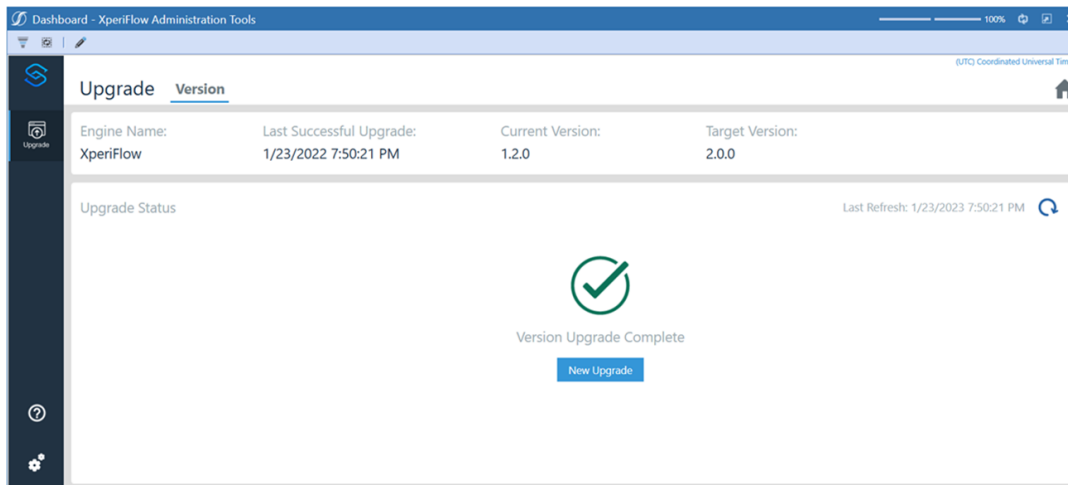 Dashboard - XperiFlow Administration Tools
100%
(UTC) Coordinated Universal Tim
Upgrade Version
Upgrade
Engine Name: Last Successful Upgrade: Current Version: Target Version:
XperiFlow 1/23/2022 7:50:21 PM 1.2.0 2.0.0
Upgrade Status Last Refresh: 1/23/2023 7:50:21 PM
Version Upgrade Complete
New Upgrade